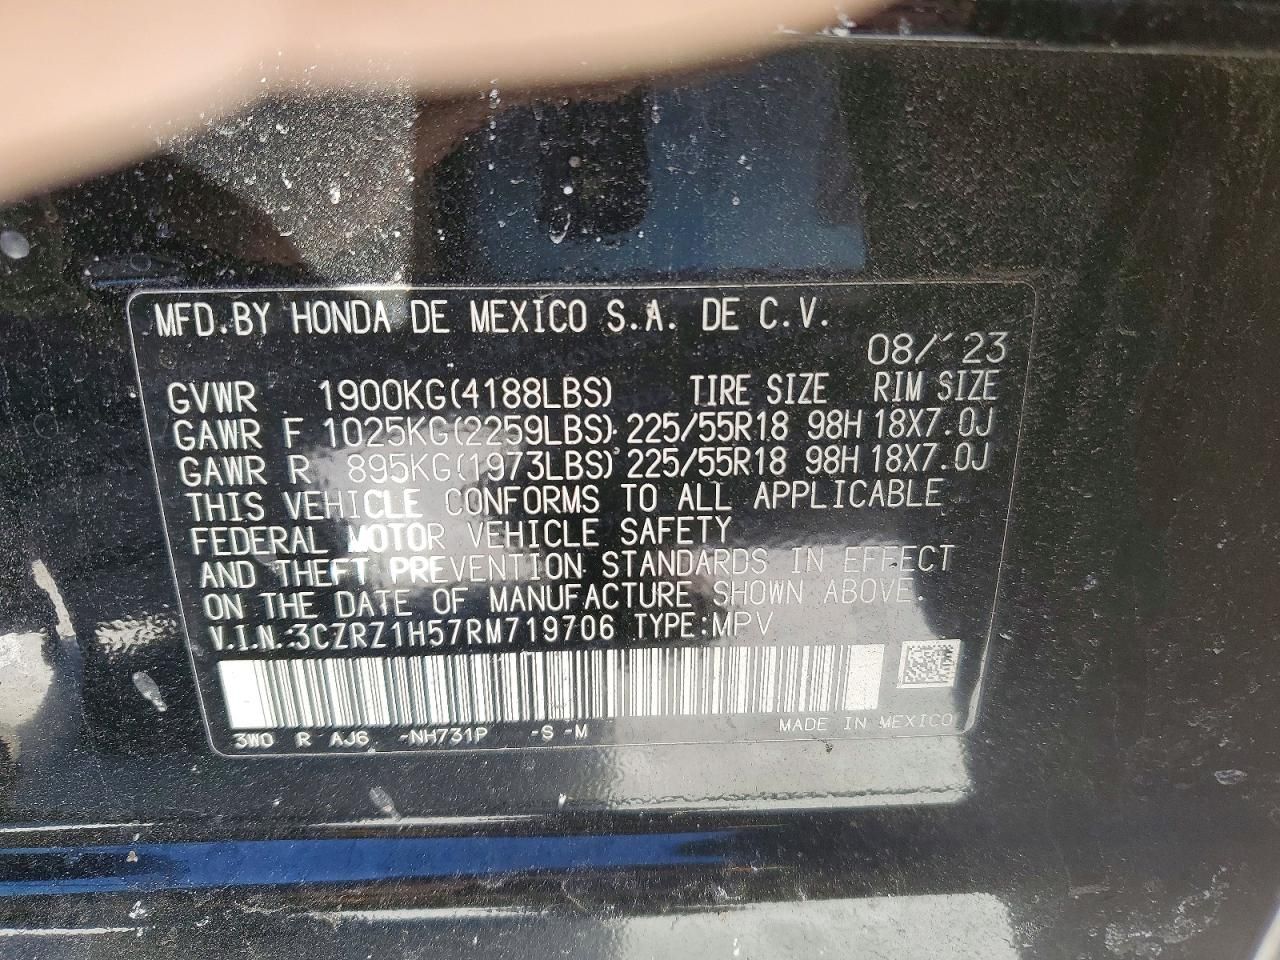 MFD.BY HONDA DE MEXICO S.A. DE C.V.
08/'23
GVWR 1900KG(4188LBS) TIRE SIZE RIM SIZE
GAWR F 1025KG(2259LBS) 225/55R18 98H 18X7.0J
GAWR R 895KG(1973LBS) 225/55R18 98H 18X7.0J
THIS VEHICLE CONFORMS TO ALL APPLICABLE
FEDERAL MOTOR VEHICLE SAFETY
AND THEFT PREVENTION STANDARDS IN EFFECT
ON THE DATE OF MANUFACTURE SHOWN ABOVE.
V.I.N.:3CZRZ1H57RM719706 TYPE:MPV
MADE IN MEXICO
3W0 R AJ6 -NH731P -S -M